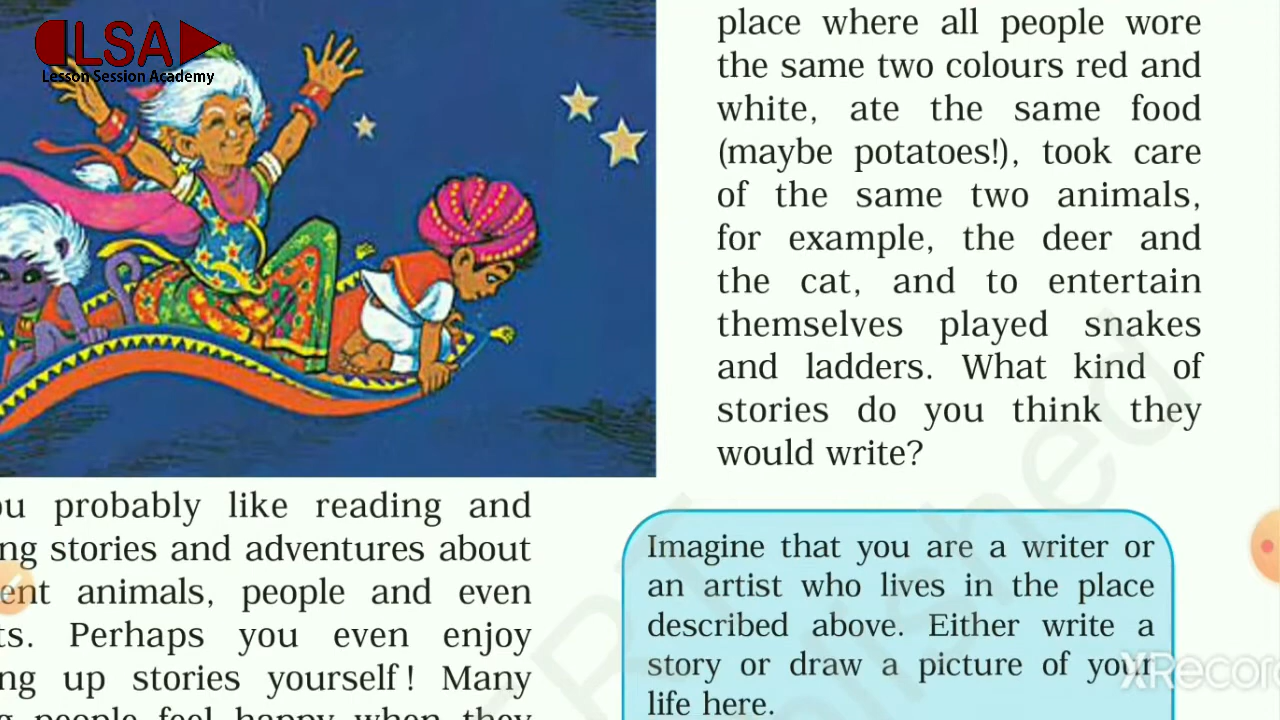 LSA
Lesson Session Academy
place where all people wore
the same two colours red and
white, ate the same food
(maybe potatoes!), took care
of the same two animals,
for example, the deer and
the cat, and to entertain
themselves played snakes
and ladders. What kind of
stories do you think they
would write?
probably like reading and
stories and adventures about
animals, people and even
Perhaps you even enjoy
up stories yourself! Many
people feel happy when they
Imagine that you are a writer or
an artist who lives in the place
described above. Either write a
story or draw a picture of your
life here.